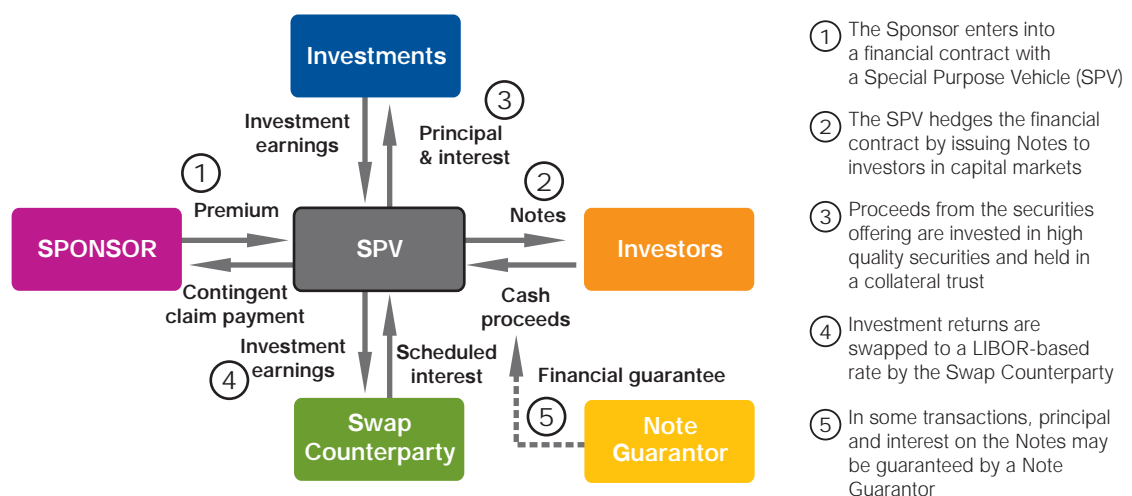 Investments
Investment
earnings
3
Principal
& interest
1
Premium
2
Notes
SPONSOR
SPV
Investors
Contingent
claim payment
Cash
proceeds
4
Investment
earnings
Scheduled
interest
Financial guarantee
5
Swap
Counterparty
Note
Guarantor
1 The Sponsor enters into
a financial contract with
a Special Purpose Vehicle (SPV)
2 The SPV hedges the financial
contract by issuing Notes to
investors in capital markets
3 Proceeds from the securities
offering are invested in high
quality securities and held in
a collateral trust
4 Investment returns are
swapped to a LIBOR-based
rate by the Swap Counterparty
5 In some transactions, principal
and interest on the Notes may
be guaranteed by a Note
Guarantor